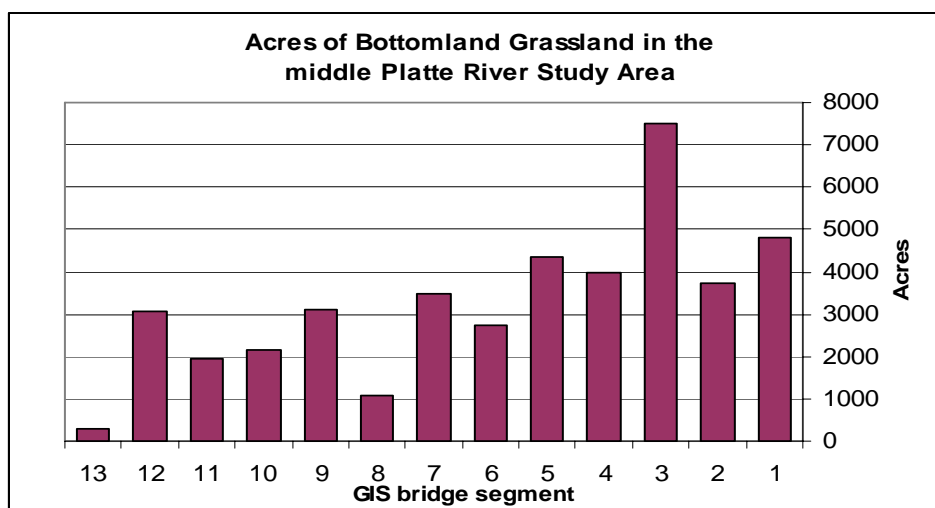 Acres of Bottomland Grassland in the
middle Platte River Study Area
8000
7000
6000
5000
4000
3000
2000
1000
0
Acres
13 12 11 10 9 8 7 6 5 4 3 2 1
GIS bridge segment